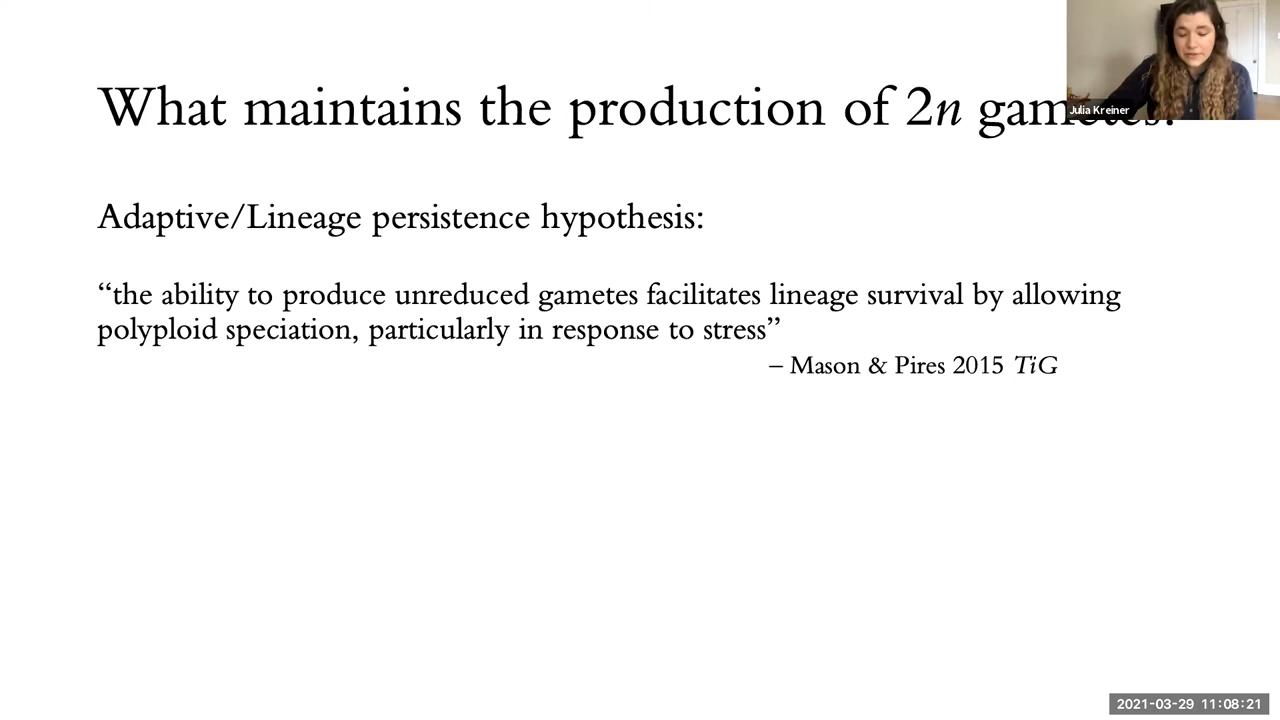 What maintains the production of 2n
Julia Kreiner
Adaptive/Lineage persistence hypothesis:
“the ability to produce unreduced gametes facilitates lineage survival by allowing
polyploid speciation, particularly in response to stress”
– Mason & Pires 2015 TiG
2021-03-29 11:08:21